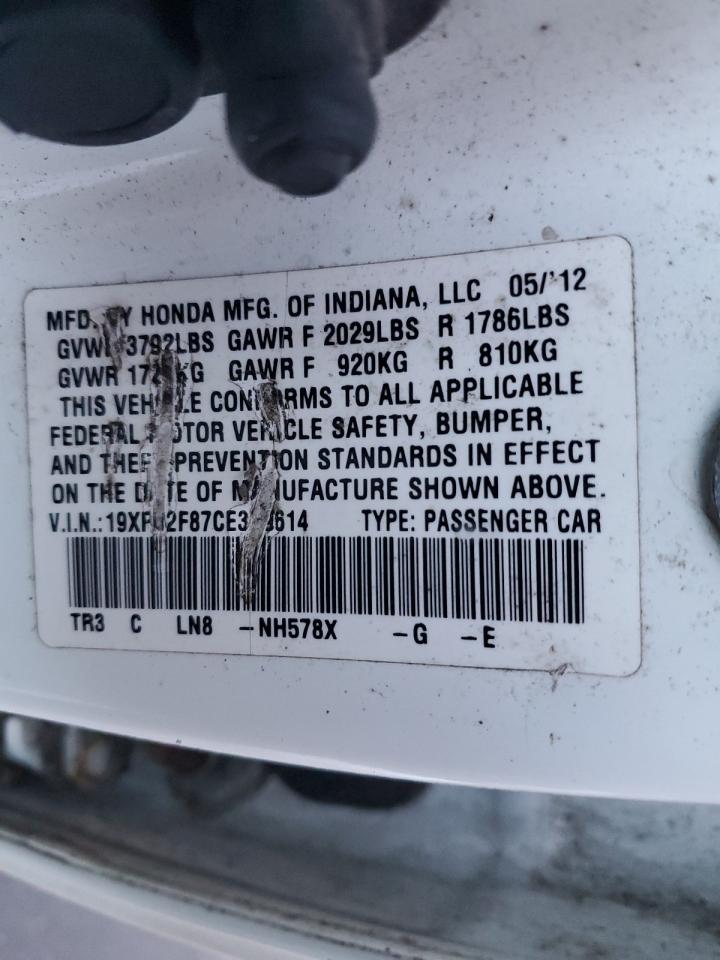 MFD. BY HONDA MFG. OF INDIANA, LLC 05/'12
GVWR 3792LBS GAWR F 2029LBS R 1786LBS
GVWR KG GAWR F 920KG R 810KG
THIS VEHICLE CONFORMS TO ALL APPLICABLE
FEDERAL MOTOR VEHICLE SAFETY, BUMPER,
AND THEFT PREVENTION STANDARDS IN EFFECT
ON THE DATE OF MANUFACTURE SHOWN ABOVE.
V.I.N.: TYPE: PASSENGER CAR
TR3 C LN8 -NH578X -G -E